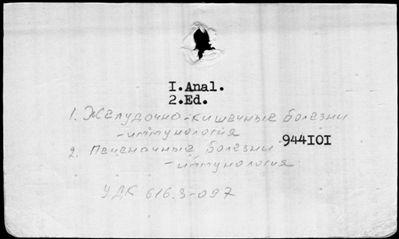 I.Anal.
2.Ed.
1. Желудочно-кишечные болезни
-иммунология
944IOI
2. Печеночные болезни
-иммунология
УДК 616.3-097